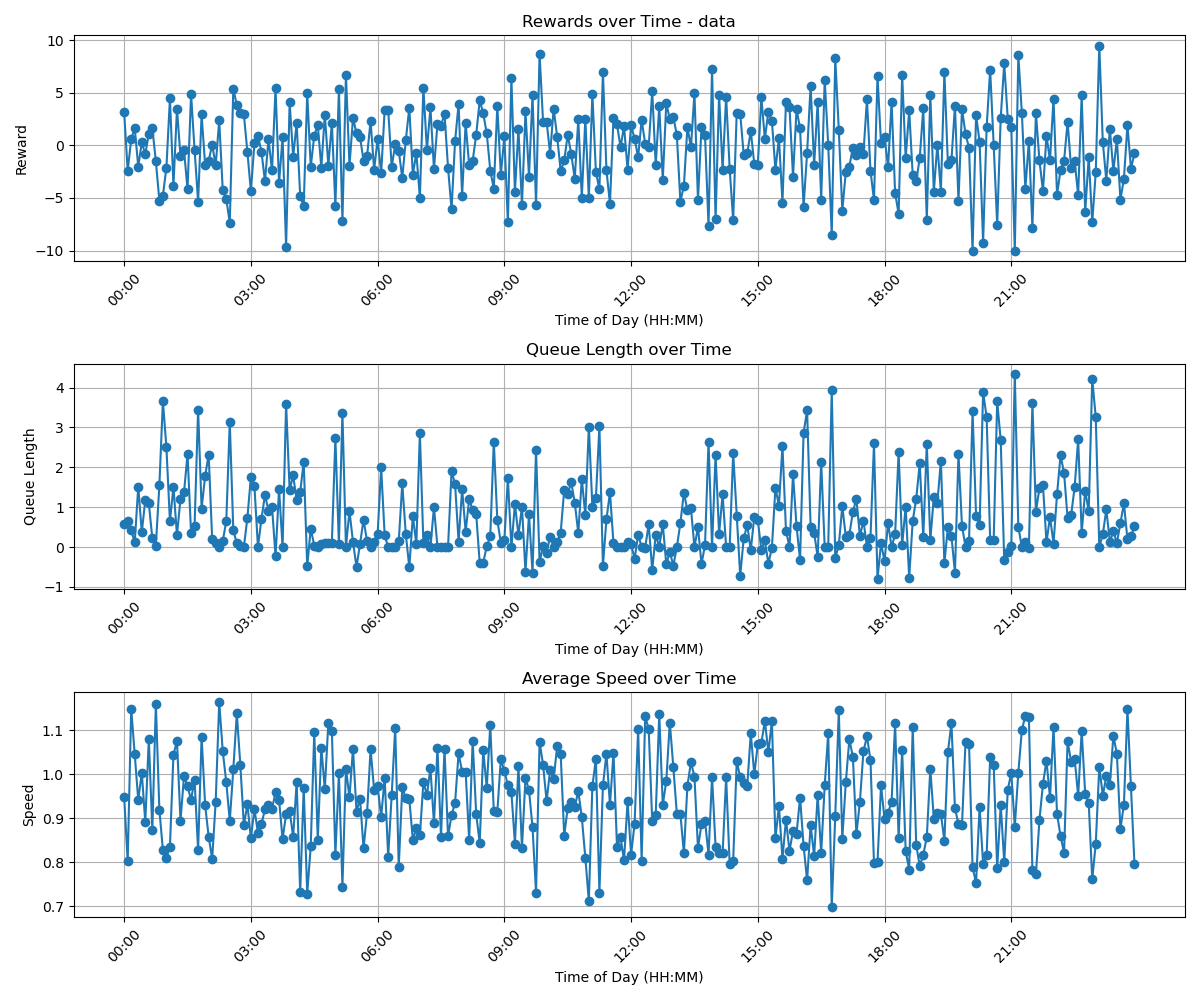 Rewards over Time - data
10
5
0
−5
−10
Reward
00:00 03:00 06:00 09:00 12:00 15:00 18:00 21:00
Time of Day (HH:MM)
Queue Length over Time
4
3
2
1
0
−1
Queue Length
00:00 03:00 06:00 09:00 12:00 15:00 18:00 21:00
Time of Day (HH:MM)
Average Speed over Time
1.1
1.0
0.9
0.8
0.7
Speed
00:00 03:00 06:00 09:00 12:00 15:00 18:00 21:00
Time of Day (HH:MM)